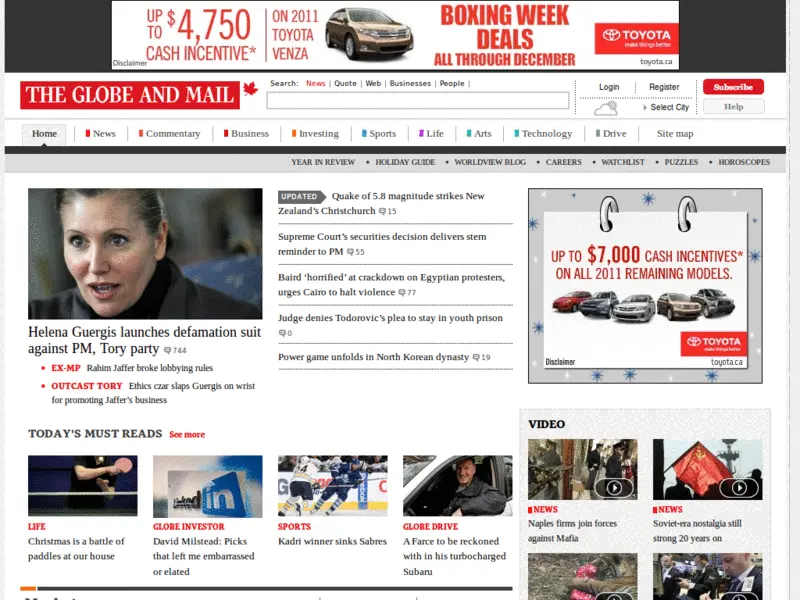 UP TO $4,750 CASH INCENTIVE*
ON 2011 TOYOTA VENZA
Disclaimer
BOXING WEEK DEALS
ALL THROUGH DECEMBER
TOYOTA
make things better
toyota.ca
THE GLOBE AND MAIL
Search: News | Quote | Web | Businesses | People |
Login
Register
Subscribe
Select City
Help
Home
News
Commentary
Business
Investing
Sports
Life
Arts
Technology
Drive
Site map
YEAR IN REVIEW • HOLIDAY GUIDE • WORLDVIEW BLOG • CAREERS • WATCHLIST • PUZZLES • HOROSCOPES
Helena Guergis launches defamation suit
against PM, Tory party 744
• EX-MP Rahim Jaffer broke lobbying rules
• OUTCAST TORY Ethics czar slaps Guergis on wrist
for promoting Jaffer's business
UPDATED Quake of 5.8 magnitude strikes New
Zealand's Christchurch 15
Supreme Court's securities decision delivers stern
reminder to PM 55
Baird 'horrified' at crackdown on Egyptian protesters,
urges Cairo to halt violence 77
Judge denies Todorovic's plea to stay in youth prison
0
Power game unfolds in North Korean dynasty 19
UP TO $7,000 CASH INCENTIVES*
ON ALL 2011 REMAINING MODELS.
TOYOTA
make things better
Disclaimer
toyota.ca
TODAY'S MUST READS See more
LIFE
Christmas is a battle of
paddles at our house
LinkedIn
GLOBE INVESTOR
David Milstead: Picks
that left me embarrassed
or elated
SPORTS
Kadri winner sinks Sabres
GLOBE DRIVE
A Farce to be reckoned
with in his turbocharged
Subaru
VIDEO
NEWS
Naples firms join forces
against Mafia
NEWS
Soviet-era nostalgia still
strong 20 years on